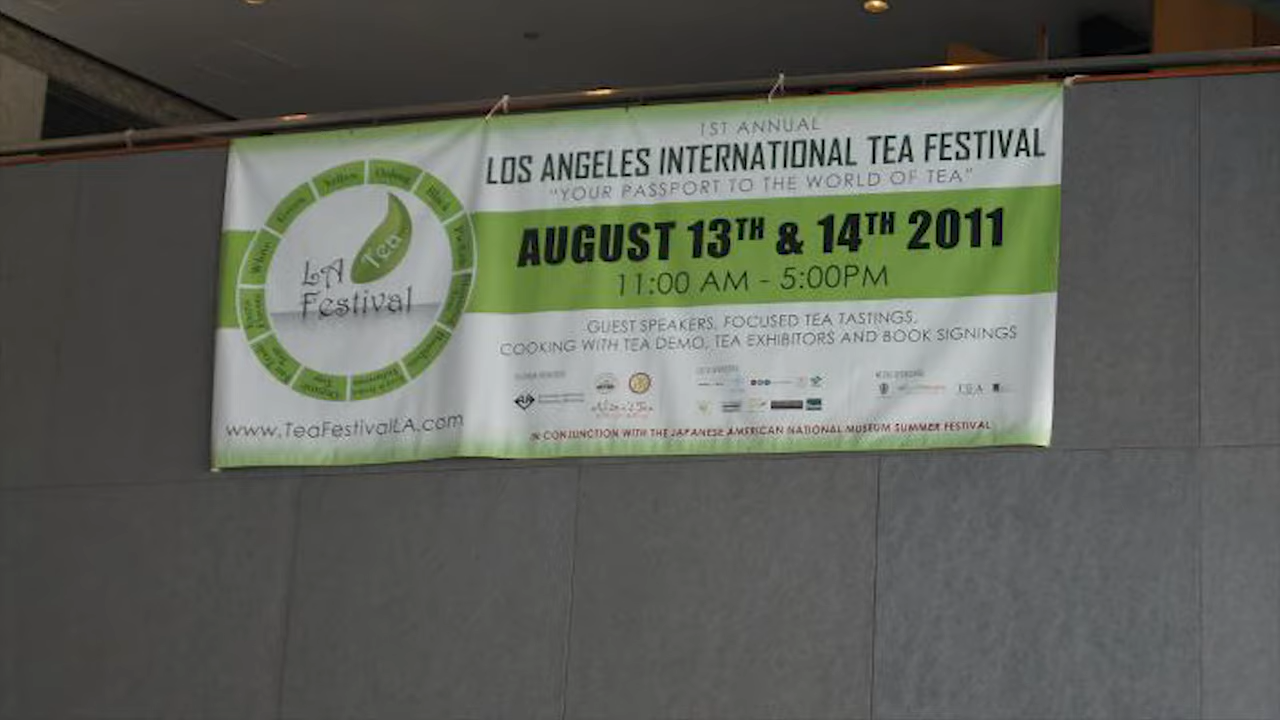 1ST ANNUAL
LOS ANGELES INTERNATIONAL TEA FESTIVAL
"YOUR PASSPORT TO THE WORLD OF TEA"
AUGUST 13TH & 14TH 2011
11:00 AM - 5:00PM
GUEST SPEAKERS, FOCUSED TEA TASTINGS,
COOKING WITH TEA DEMO, TEA EXHIBITORS AND BOOK SIGNINGS
IN CONJUNCTION WITH THE JAPANESE AMERICAN NATIONAL MUSEUM SUMMER FESTIVAL
LA Tea
Festival
Yellow
Oolong
Black
Green
White
www.TeaFestivalLA.com